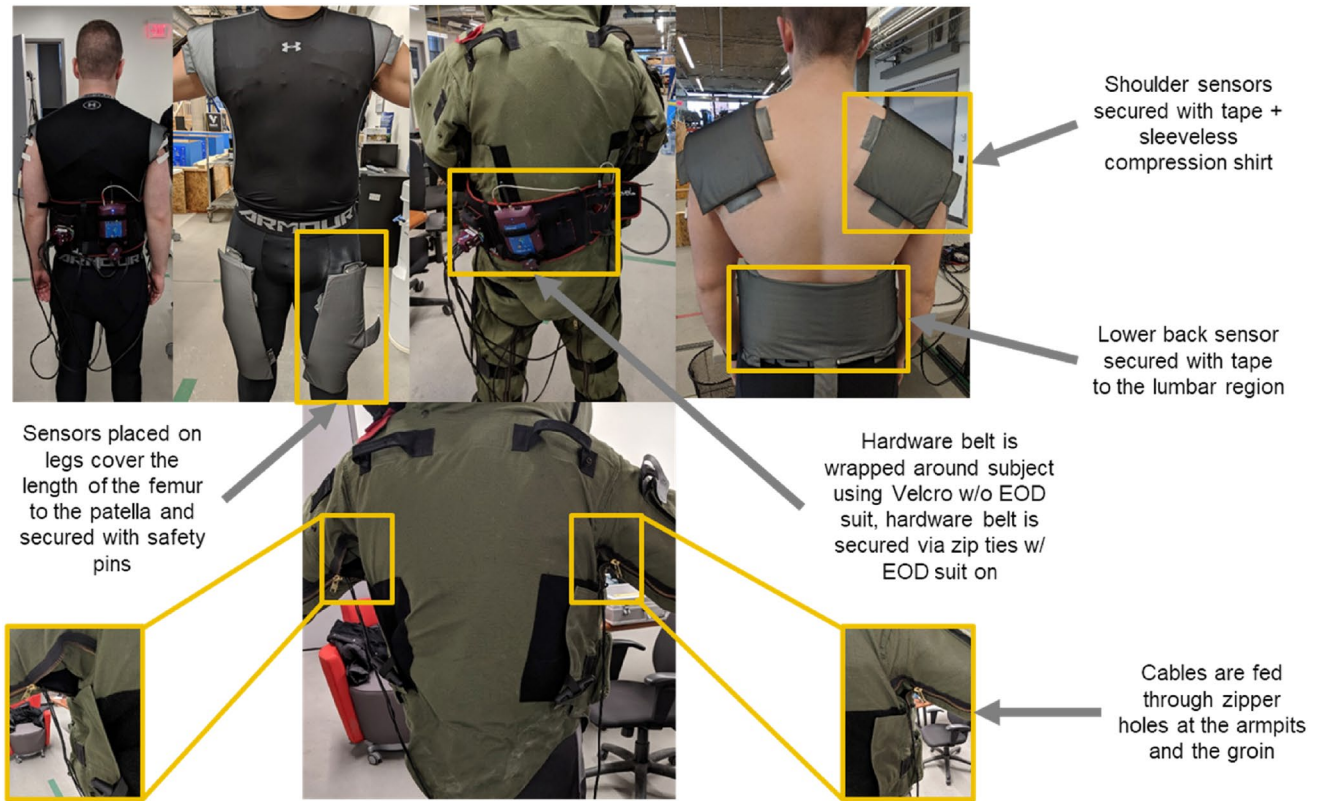 Shoulder sensors
secured with tape +
sleeveless
compression shirt
ARMOUR
Lower back sensor
secured with tape
to the lumbar region
Sensors placed on
legs cover the
length of the femur
to the patella and
secured with safety
pins
Hardware belt is
wrapped around subject
using Velcro w/o EOD
suit, hardware belt is
secured via zip ties w/
EOD suit on
Cables are fed
through zipper
holes at the armpits
and the groin